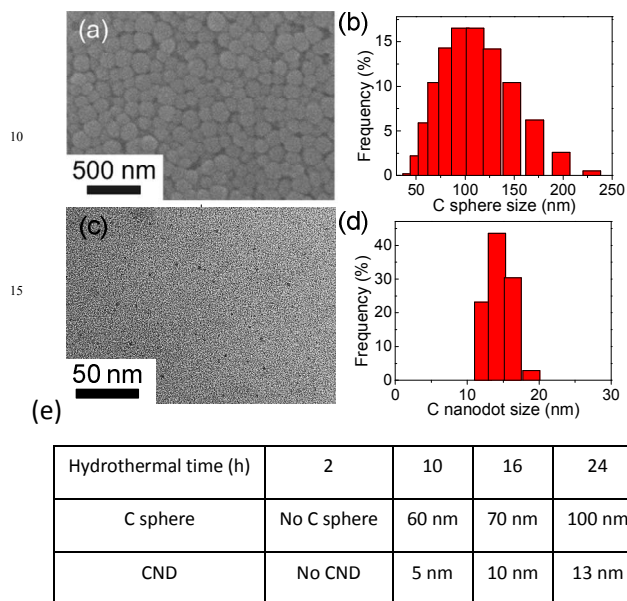 (a)
500 nm
10
(b)
Frequency (%)
15
10
5
0
50 100 150 200 250
C sphere size (nm)
(c)
50 nm
15
(d)
Frequency (%)
40
30
20
10
0
0 10 20 30
C nanodot size (nm)
(e)
Hydrothermal time (h) 2 10 16 24
C sphere No C sphere 60 nm 70 nm 100 nm
CND No CND 5 nm 10 nm 13 nm